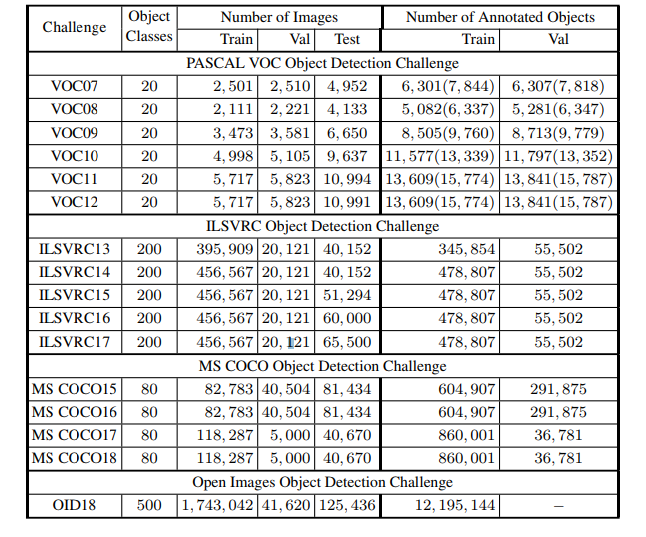 Challenge Object Classes Number of Images Number of Annotated Objects
Train Val Test Train Val
PASCAL VOC Object Detection Challenge
VOC07 20 2,501 2,510 4,952 6,301(7,844) 6,307(7,818)
VOC08 20 2,111 2,221 4,133 5,082(6,337) 5,281(6,347)
VOC09 20 3,473 3,581 6,650 8,505(9,760) 8,713(9,779)
VOC10 20 4,998 5,105 9,637 11,577(13,339) 11,797(13,352)
VOC11 20 5,717 5,823 10,994 13,609(15,774) 13,841(15,787)
VOC12 20 5,717 5,823 10,991 13,609(15,774) 13,841(15,787)
ILSVRC Object Detection Challenge
ILSVRC13 200 395,909 20,121 40,152 345,854 55,502
ILSVRC14 200 456,567 20,121 40,152 478,807 55,502
ILSVRC15 200 456,567 20,121 51,294 478,807 55,502
ILSVRC16 200 456,567 20,121 60,000 478,807 55,502
ILSVRC17 200 456,567 20,121 65,500 478,807 55,502
MS COCO Object Detection Challenge
MS COCO15 80 82,783 40,504 81,434 604,907 291,875
MS COCO16 80 82,783 40,504 81,434 604,907 291,875
MS COCO17 80 118,287 5,000 40,670 860,001 36,781
MS COCO18 80 118,287 5,000 40,670 860,001 36,781
Open Images Object Detection Challenge
OID18 500 1,743,042 41,620 125,436 12,195,144 –